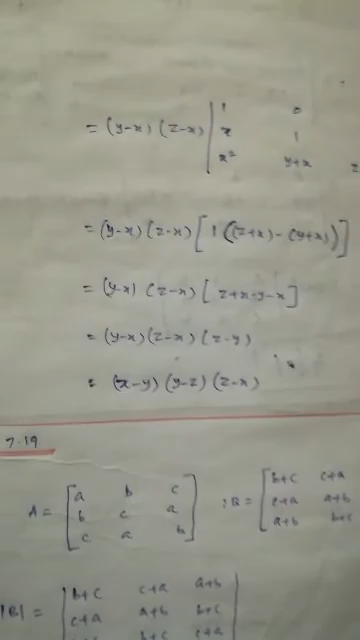 = (y-x) (z-x) | 1 0
x 1
x² y+x z
= (y-x) (z-x) [ 1 ((z+x) - (y+x)) ]
= (y-x) (z-x) [ z+x-y-x ]
= (y-x) (z-x) (z-y)
= (x-y) (y-z) (z-x)
7.19
A = [ a b c ] ; B = [ b+c c+a
b c a c+a a+b
c a b a+b b+c
|B| = | b+c c+a a+b |
c+a a+b b+c
b+c c+a